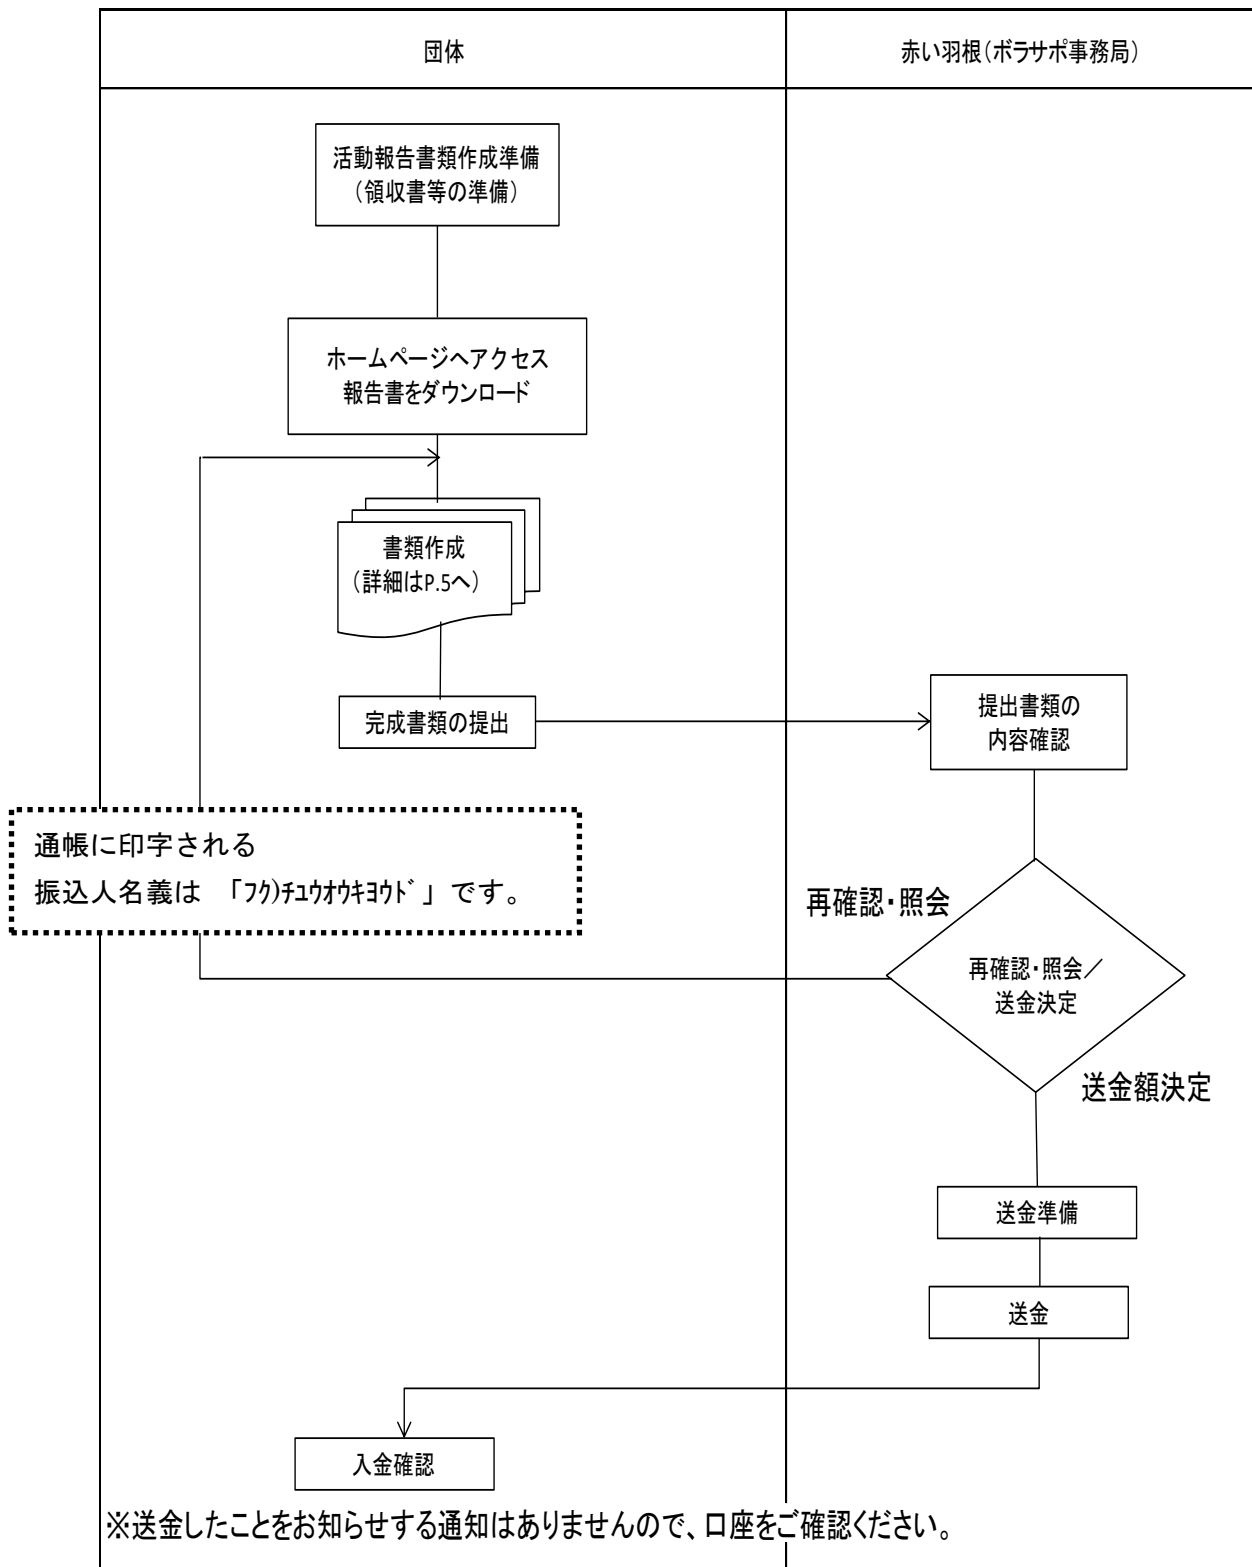 団体
赤い羽根(ボラサポ事務局)
活動報告書類作成準備
(領収書等の準備)
ホームページへアクセス
報告書をダウンロード
書類作成
(詳細はP.5へ)
完成書類の提出
提出書類の
内容確認
通帳に印字される
振込人名義は 「フク)チユウオウキヨウド」です。
再確認・照会
再確認・照会/
送金決定
送金額決定
送金準備
送金
入金確認
※送金したことをお知らせする通知はありませんので、口座をご確認ください。